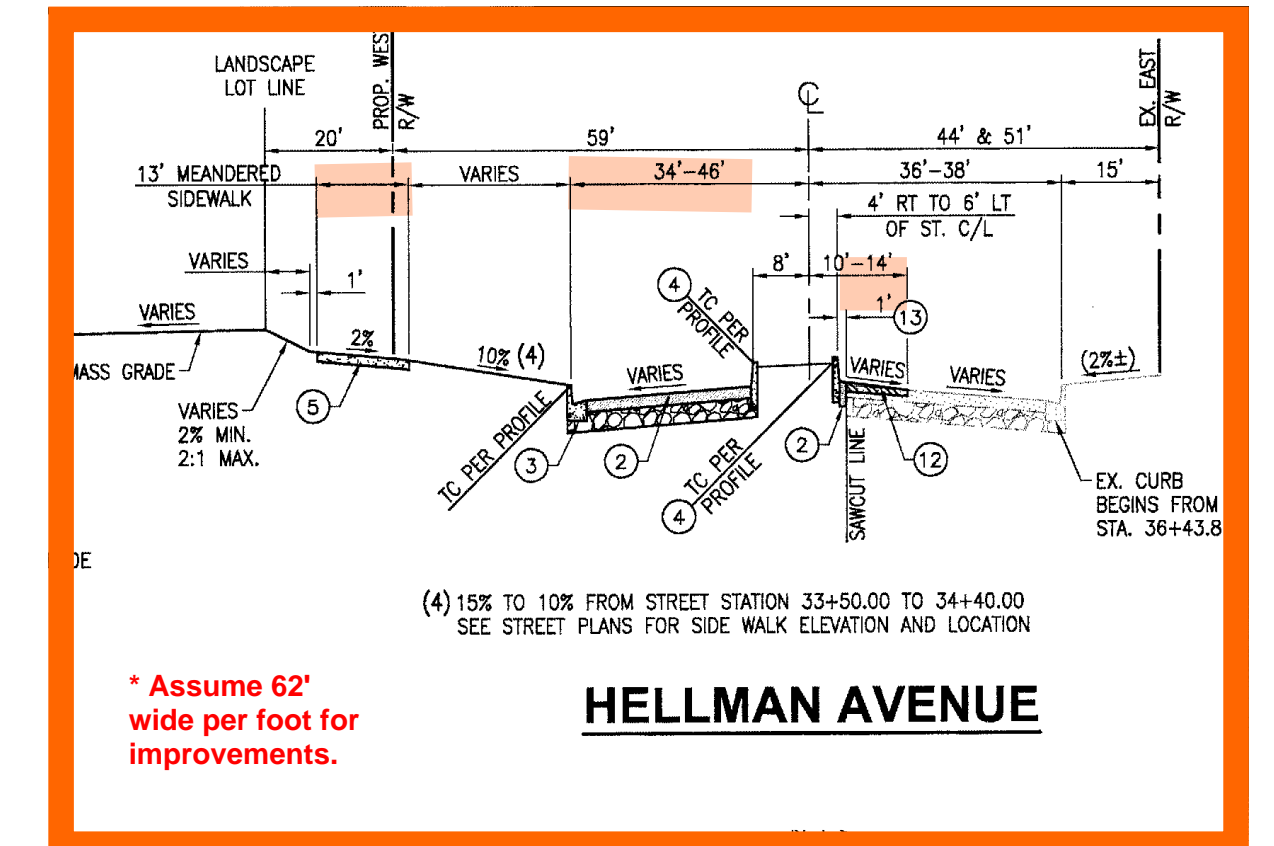 LANDSCAPE
LOT LINE
PROP. WES
R/W
℄
EX. EAST
R/W
20'
59'
44' & 51'
13' MEANDERED
SIDEWALK
VARIES
34'-46'
36'-38'
15'
4' RT TO 6' LT
OF ST. C/L
VARIES
1'
8'
10'-14'
1'
13
4
TC PER
PROFILE
VARIES
2%
10% (4)
VARIES
VARIES
VARIES
(2%±)
MASS GRADE
5
VARIES
2% MIN.
2:1 MAX.
TC PER PROFILE
3
2
TC PER
PROFILE
4
2
SAWCUT LINE
12
EX. CURB
BEGINS FROM
STA. 36+43.8
DE
(4) 15% TO 10% FROM STREET STATION 33+50.00 TO 34+40.00
SEE STREET PLANS FOR SIDE WALK ELEVATION AND LOCATION
* Assume 62'
wide per foot for
improvements.
HELLMAN AVENUE